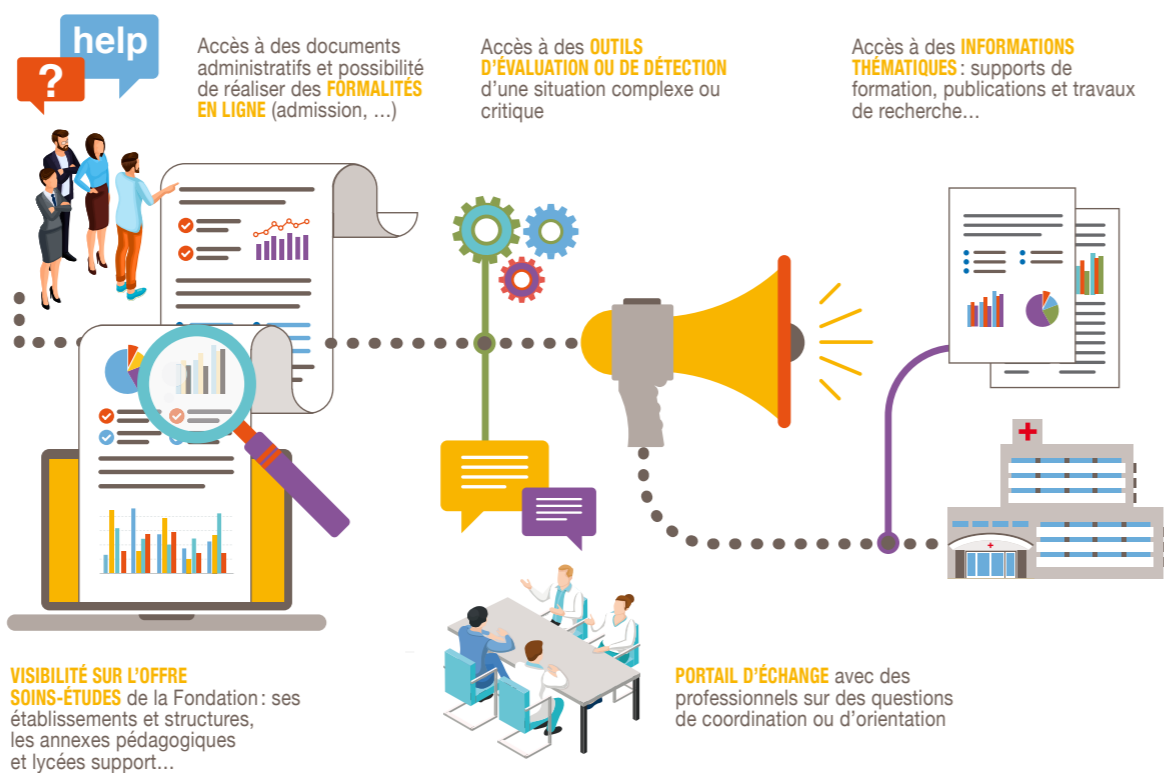 help
?
Accès à des documents
administratifs et possibilité
de réaliser des FORMALITÉS
EN LIGNE (admission, …)
Accès à des OUTILS
D’ÉVALUATION OU DE DÉTECTION
d’une situation complexe ou
critique
Accès à des INFORMATIONS
THÉMATIQUES : supports de
formation, publications et travaux
de recherche…
VISIBILITÉ SUR L’OFFRE
SOINS-ÉTUDES de la Fondation : ses
établissements et structures,
les annexes pédagogiques
et lycées support…
PORTAIL D’ÉCHANGE avec des
professionnels sur des questions
de coordination ou d’orientation